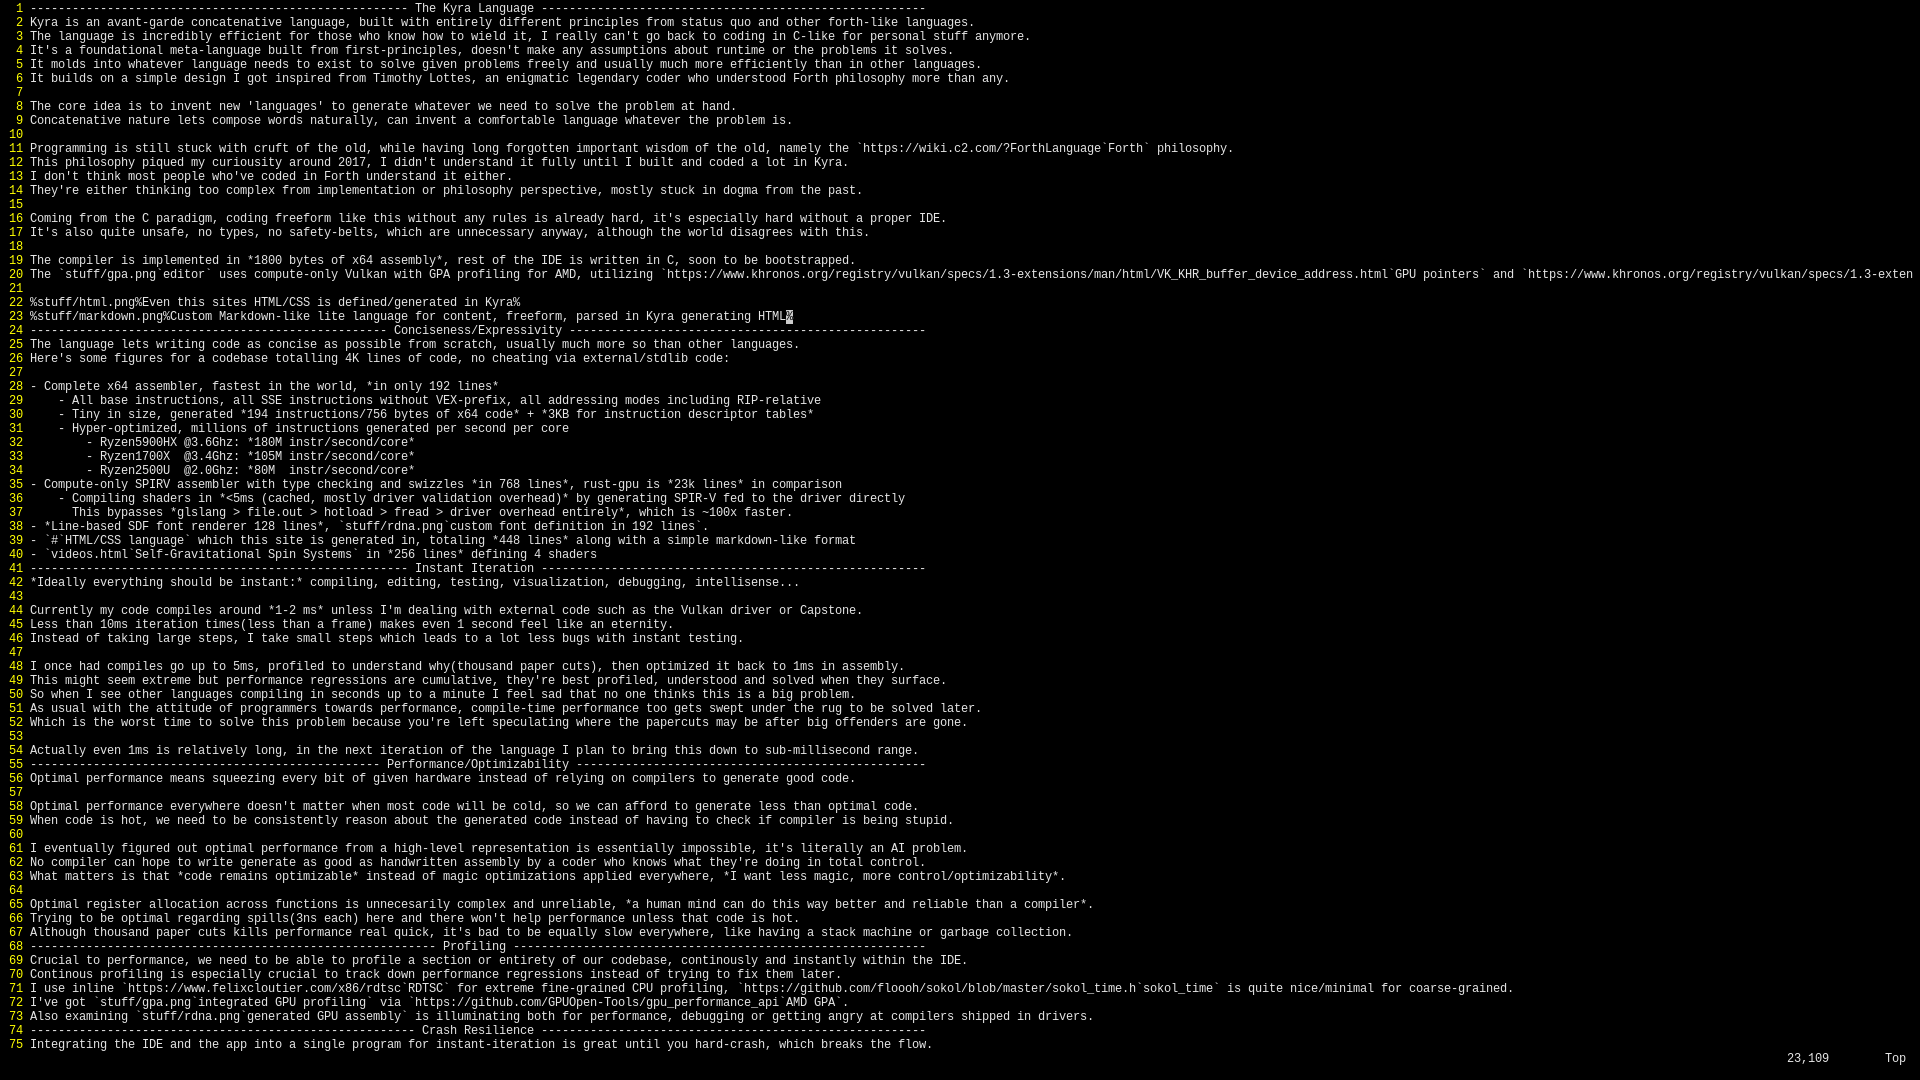 1 ------------------------------------------------------ The Kyra Language -------------------------------------------------------
2 Kyra is an avant-garde concatenative language, built with entirely different principles from status quo and other forth-like languages.
3 The language is incredibly efficient for those who know how to wield it, I really can't go back to coding in C-like for personal stuff anymore.
4 It's a foundational meta-language built from first-principles, doesn't make any assumptions about runtime or the problems it solves.
5 It molds into whatever language needs to exist to solve given problems freely and usually much more efficiently than in other languages.
6 It builds on a simple design I got inspired from Timothy Lottes, an enigmatic legendary coder who understood Forth philosophy more than any.
7
8 The core idea is to invent new 'languages' to generate whatever we need to solve the problem at hand.
9 Concatenative nature lets compose words naturally, can invent a comfortable language whatever the problem is.
10
11 Programming is still stuck with cruft of the old, while having long forgotten important wisdom of the old, namely the `https://wiki.c2.com/?ForthLanguage`Forth` philosophy.
12 This philosophy piqued my curiousity around 2017, I didn't understand it fully until I built and coded a lot in Kyra.
13 I don't think most people who've coded in Forth understand it either.
14 They're either thinking too complex from implementation or philosophy perspective, mostly stuck in dogma from the past.
15
16 Coming from the C paradigm, coding freeform like this without any rules is already hard, it's especially hard without a proper IDE.
17 It's also quite unsafe, no types, no safety-belts, which are unnecessary anyway, although the world disagrees with this.
18
19 The compiler is implemented in *1800 bytes of x64 assembly*, rest of the IDE is written in C, soon to be bootstrapped.
20 The `stuff/gpa.png`editor` uses compute-only Vulkan with GPA profiling for AMD, utilizing `https://www.khronos.org/registry/vulkan/specs/1.3-extensions/man/html/VK_KHR_buffer_device_address.html`GPU pointers` and `https://www.khronos.org/registry/vulkan/specs/1.3-exten
21
22 %stuff/html.png%Even this sites HTML/CSS is defined/generated in Kyra%
23 %stuff/markdown.png%Custom Markdown-like lite language for content, freeform, parsed in Kyra generating HTML%
24 --------------------------------------------------- Conciseness/Expressivity ---------------------------------------------------
25 The language lets writing code as concise as possible from scratch, usually much more so than other languages.
26 Here's some figures for a codebase totalling 4K lines of code, no cheating via external/stdlib code:
27
28 - Complete x64 assembler, fastest in the world, *in only 192 lines*
29     - All base instructions, all SSE instructions without VEX-prefix, all addressing modes including RIP-relative
30     - Tiny in size, generated *194 instructions/756 bytes of x64 code* + *3KB for instruction descriptor tables*
31     - Hyper-optimized, millions of instructions generated per second per core
32         - Ryzen5900HX @3.6Ghz: *180M instr/second/core*
33         - Ryzen1700X  @3.4Ghz: *105M instr/second/core*
34         - Ryzen2500U  @2.0Ghz: *80M  instr/second/core*
35 - Compute-only SPIRV assembler with type checking and swizzles *in 768 lines*, rust-gpu is *23k lines* in comparison
36     - Compiling shaders in *<5ms (cached, mostly driver validation overhead)* by generating SPIR-V fed to the driver directly
37       This bypasses *glslang > file.out > hotload > fread > driver overhead entirely*, which is ~100x faster.
38 - *Line-based SDF font renderer 128 lines*, `stuff/rdna.png`custom font definition in 192 lines`.
39 - `#`HTML/CSS language` which this site is generated in, totaling *448 lines* along with a simple markdown-like format
40 - `videos.html`Self-Gravitational Spin Systems` in *256 lines* defining 4 shaders
41 ------------------------------------------------------ Instant Iteration -------------------------------------------------------
42 *Ideally everything should be instant:* compiling, editing, testing, visualization, debugging, intellisense...
43
44 Currently my code compiles around *1-2 ms* unless I'm dealing with external code such as the Vulkan driver or Capstone.
45 Less than 10ms iteration times(less than a frame) makes even 1 second feel like an eternity.
46 Instead of taking large steps, I take small steps which leads to a lot less bugs with instant testing.
47
48 I once had compiles go up to 5ms, profiled to understand why(thousand paper cuts), then optimized it back to 1ms in assembly.
49 This might seem extreme but performance regressions are cumulative, they're best profiled, understood and solved when they surface.
50 So when I see other languages compiling in seconds up to a minute I feel sad that no one thinks this is a big problem.
51 As usual with the attitude of programmers towards performance, compile-time performance too gets swept under the rug to be solved later.
52 Which is the worst time to solve this problem because you're left speculating where the papercuts may be after big offenders are gone.
53
54 Actually even 1ms is relatively long, in the next iteration of the language I plan to bring this down to sub-millisecond range.
55 -------------------------------------------------- Performance/Optimizability --------------------------------------------------
56 Optimal performance means squeezing every bit of given hardware instead of relying on compilers to generate good code.
57
58 Optimal performance everywhere doesn't matter when most code will be cold, so we can afford to generate less than optimal code.
59 When code is hot, we need to be consistently reason about the generated code instead of having to check if compiler is being stupid.
60
61 I eventually figured out optimal performance from a high-level representation is essentially impossible, it's literally an AI problem.
62 No compiler can hope to write generate as good as handwritten assembly by a coder who knows what they're doing in total control.
63 What matters is that *code remains optimizable* instead of magic optimizations applied everywhere, *I want less magic, more control/optimizability*.
64
65 Optimal register allocation across functions is unnecesarily complex and unreliable, *a human mind can do this way better and reliable than a compiler*.
66 Trying to be optimal regarding spills(3ns each) here and there won't help performance unless that code is hot.
67 Although thousand paper cuts kills performance real quick, it's bad to be equally slow everywhere, like having a stack machine or garbage collection.
68 ---------------------------------------------------------- Profiling -----------------------------------------------------------
69 Crucial to performance, we need to be able to profile a section or entirety of our codebase, continously and instantly within the IDE.
70 Continous profiling is especially crucial to track down performance regressions instead of trying to fix them later.
71 I use inline `https://www.felixcloutier.com/x86/rdtsc`RDTSC` for extreme fine-grained CPU profiling, `https://github.com/floooh/sokol/blob/master/sokol_time.h`sokol_time` is quite nice/minimal for coarse-grained.
72 I've got `stuff/gpa.png`integrated GPU profiling` via `https://github.com/GPUOpen-Tools/gpu_performance_api`AMD GPA`.
73 Also examining `stuff/rdna.png`generated GPU assembly` is illuminating both for performance, debugging or getting angry at compilers shipped in drivers.
74 ------------------------------------------------------- Crash Resilience -------------------------------------------------------
75 Integrating the IDE and the app into a single program for instant-iteration is great until you hard-crash, which breaks the flow.
23,109        Top